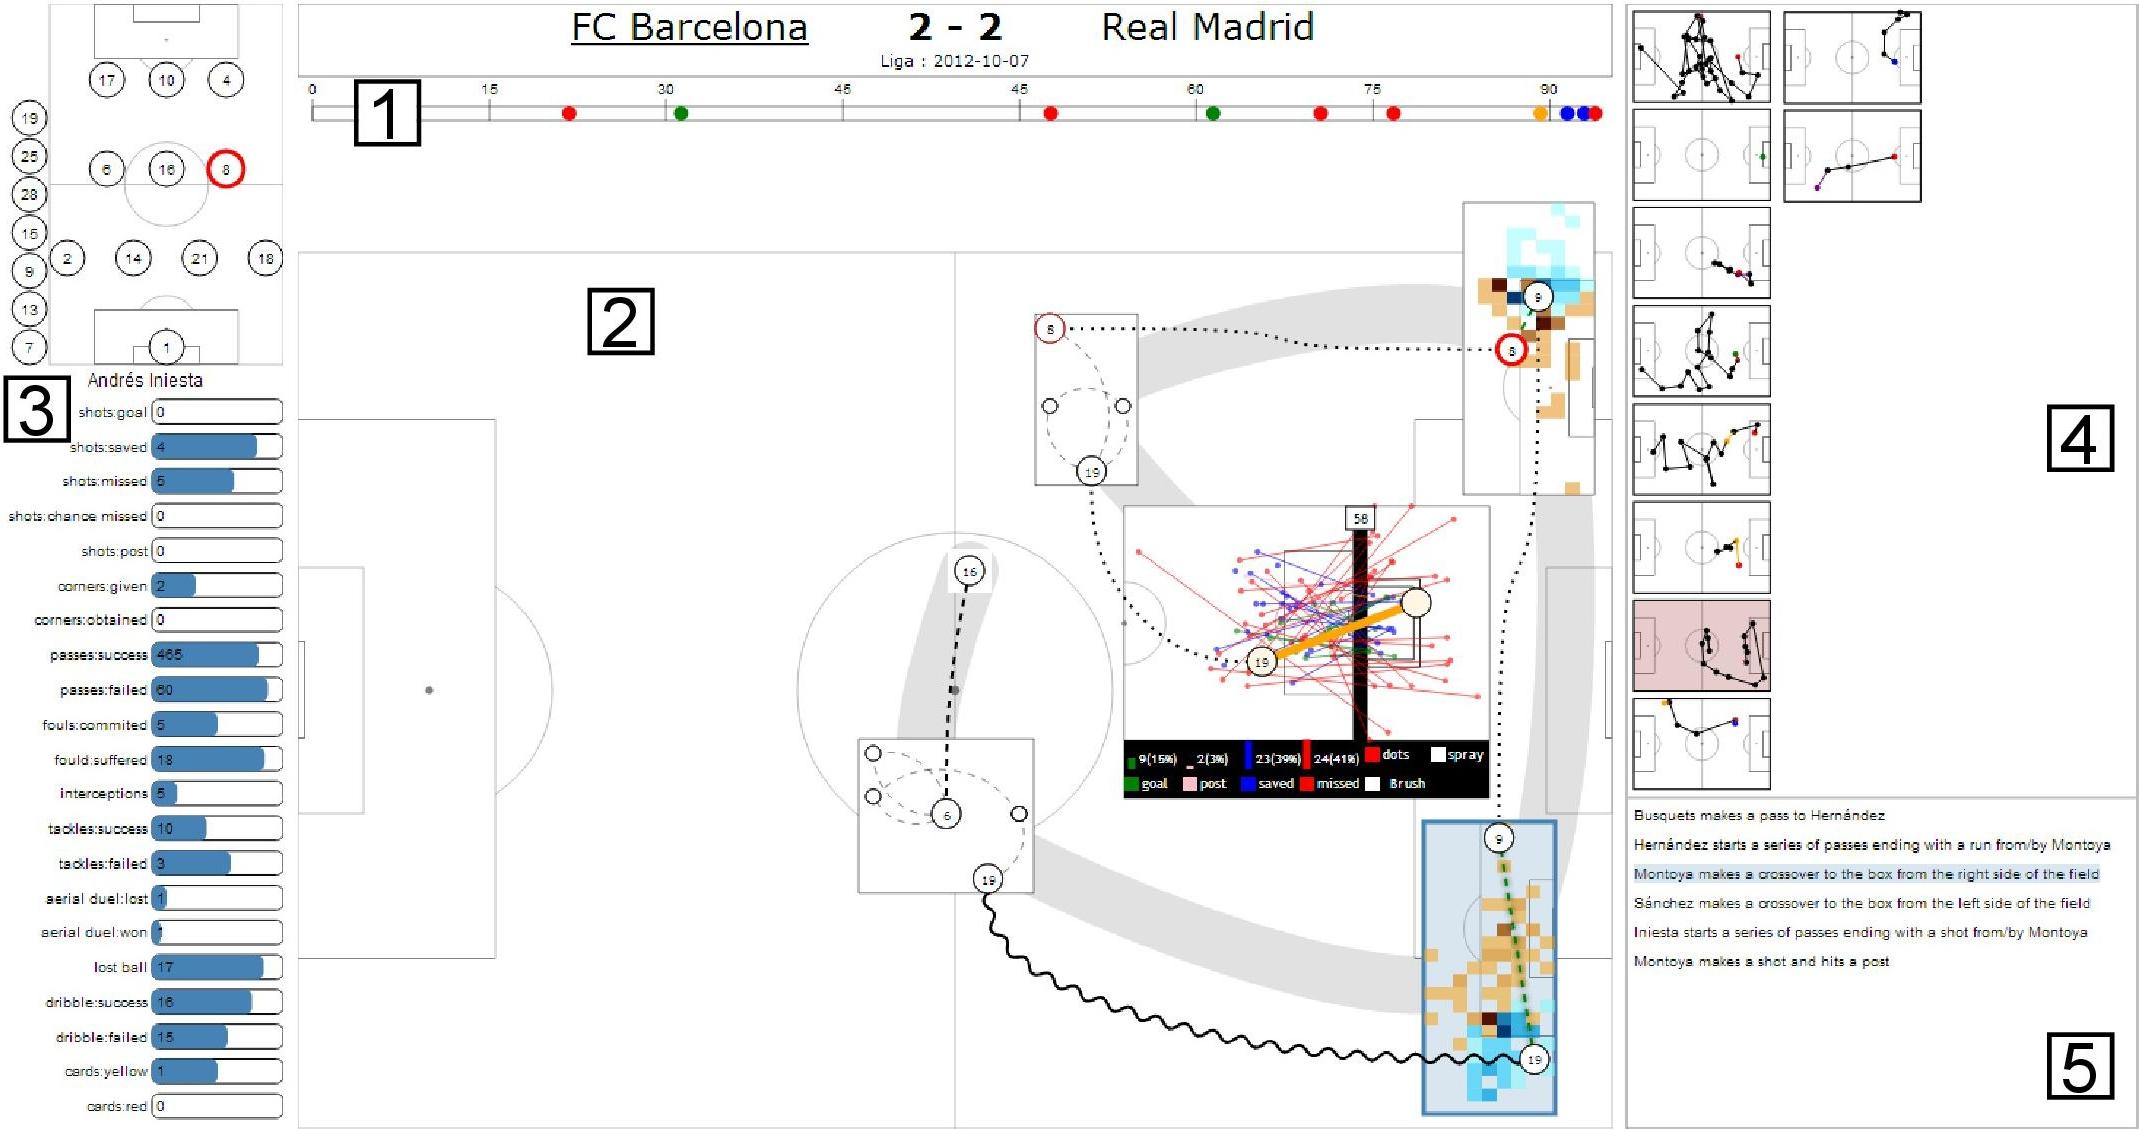 FC Barcelona 2 - 2 Real Madrid
Liga : 2012-10-07
0 15 30 45 45 60 75 90
1
17 10 4
19
25
6 16 8
28
15
2 14 21 18
9
13
7
1
Andrés Iniesta
3
shots:goal 0
shots:saved 4
shots:missed 5
shots:chance missed 0
shots:post 0
corners:given 2
corners:obtained 0
passes:success 465
passes:failed 60
fouls:commited 5
fould:suffered 18
interceptions 5
tackles:success 10
tackles:failed 3
aerial duel:lost 1
aerial duel:won 1
lost ball 17
dribble:success 16
dribble:failed 15
cards:yellow 1
cards:red 0
2
9
8
8
19
58
16
19
9(15%) 2(3%) 23(39%) 24(41%) dots spray
goal post saved missed Brush
6
9
19
19
4
Busquets makes a pass to Hernández
Hernández starts a series of passes ending with a run from/by Montoya
Montoya makes a crossover to the box from the right side of the field
Sánchez makes a crossover to the box from the left side of the field
Iniesta starts a series of passes ending with a shot from/by Montoya
Montoya makes a shot and hits a post
5